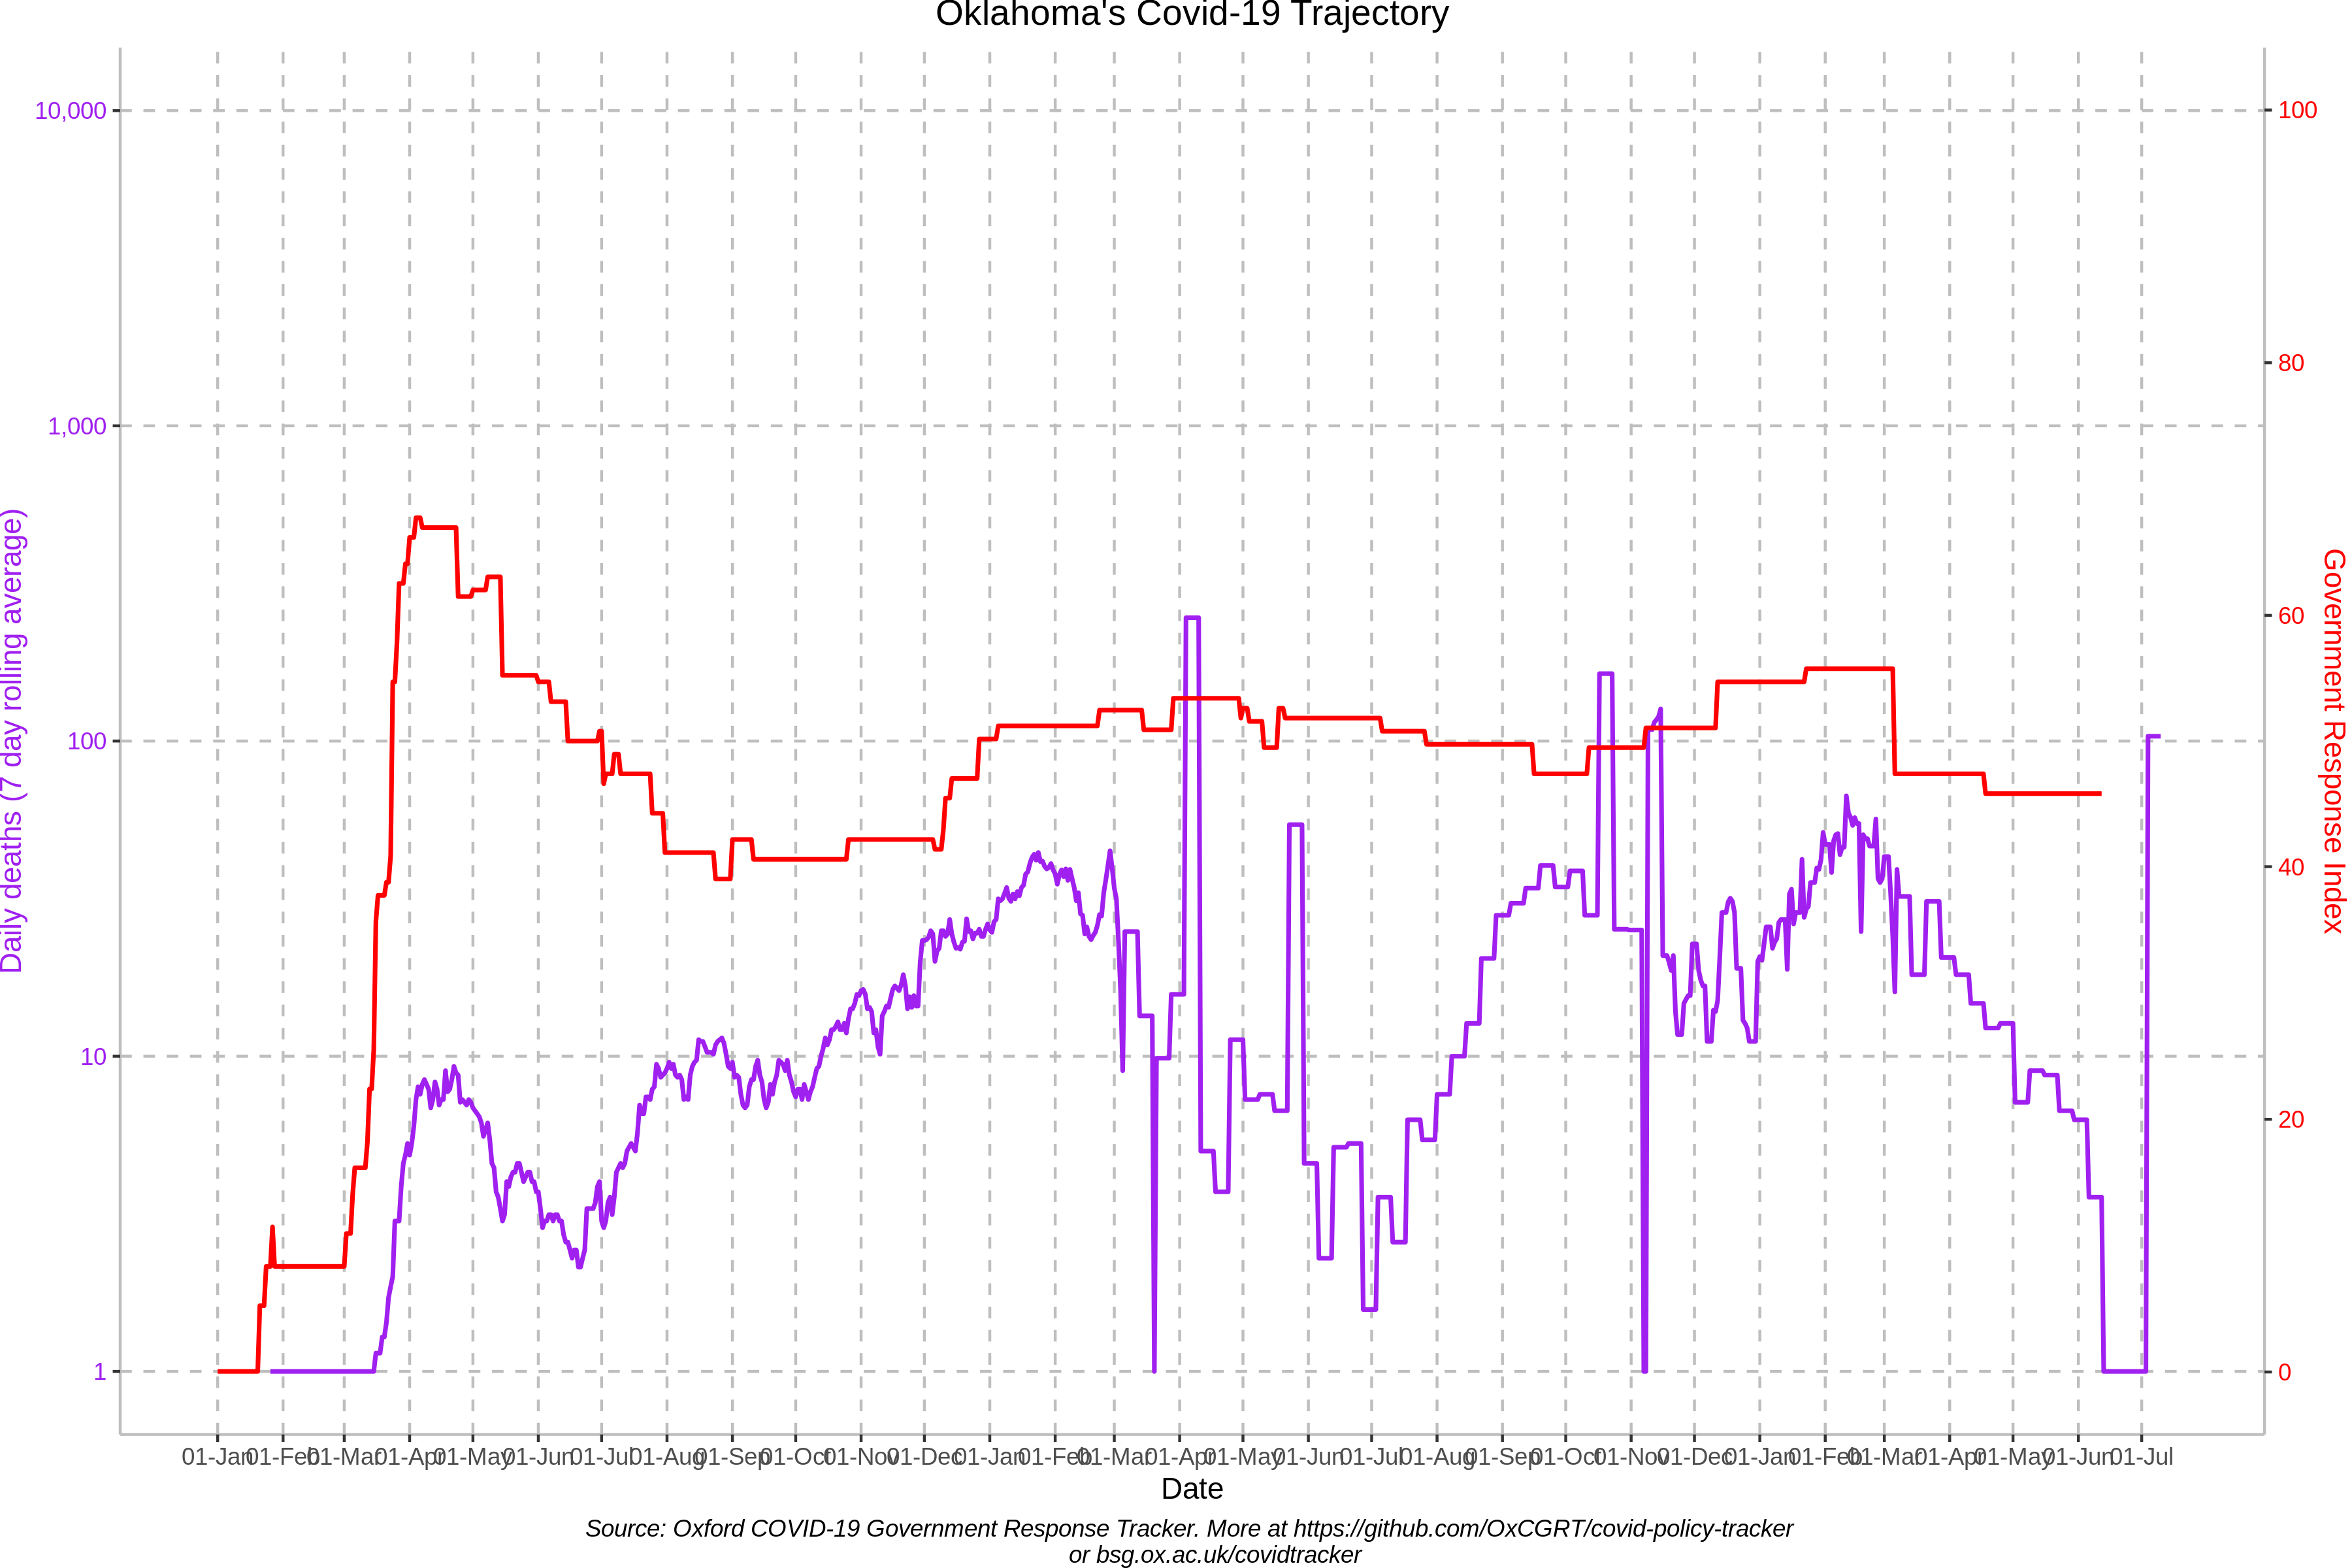 Oklahoma's Covid-19 Trajectory
10,000
1,000
100
10
1
Daily deaths (7 day rolling average)
100
80
60
40
20
0
Government Response Index
01-Jan 01-Feb 01-Mar 01-Apr 01-May 01-Jun 01-Jul 01-Aug 01-Sep 01-Oct 01-Nov 01-Dec 01-Jan 01-Feb 01-Mar 01-Apr 01-May 01-Jun 01-Jul 01-Aug 01-Sep 01-Oct 01-Nov 01-Dec 01-Jan 01-Feb 01-Mar 01-Apr 01-May 01-Jun 01-Jul
Date
Source: Oxford COVID-19 Government Response Tracker. More at https://github.com/OxCGRT/covid-policy-tracker
or bsg.ox.ac.uk/covidtracker